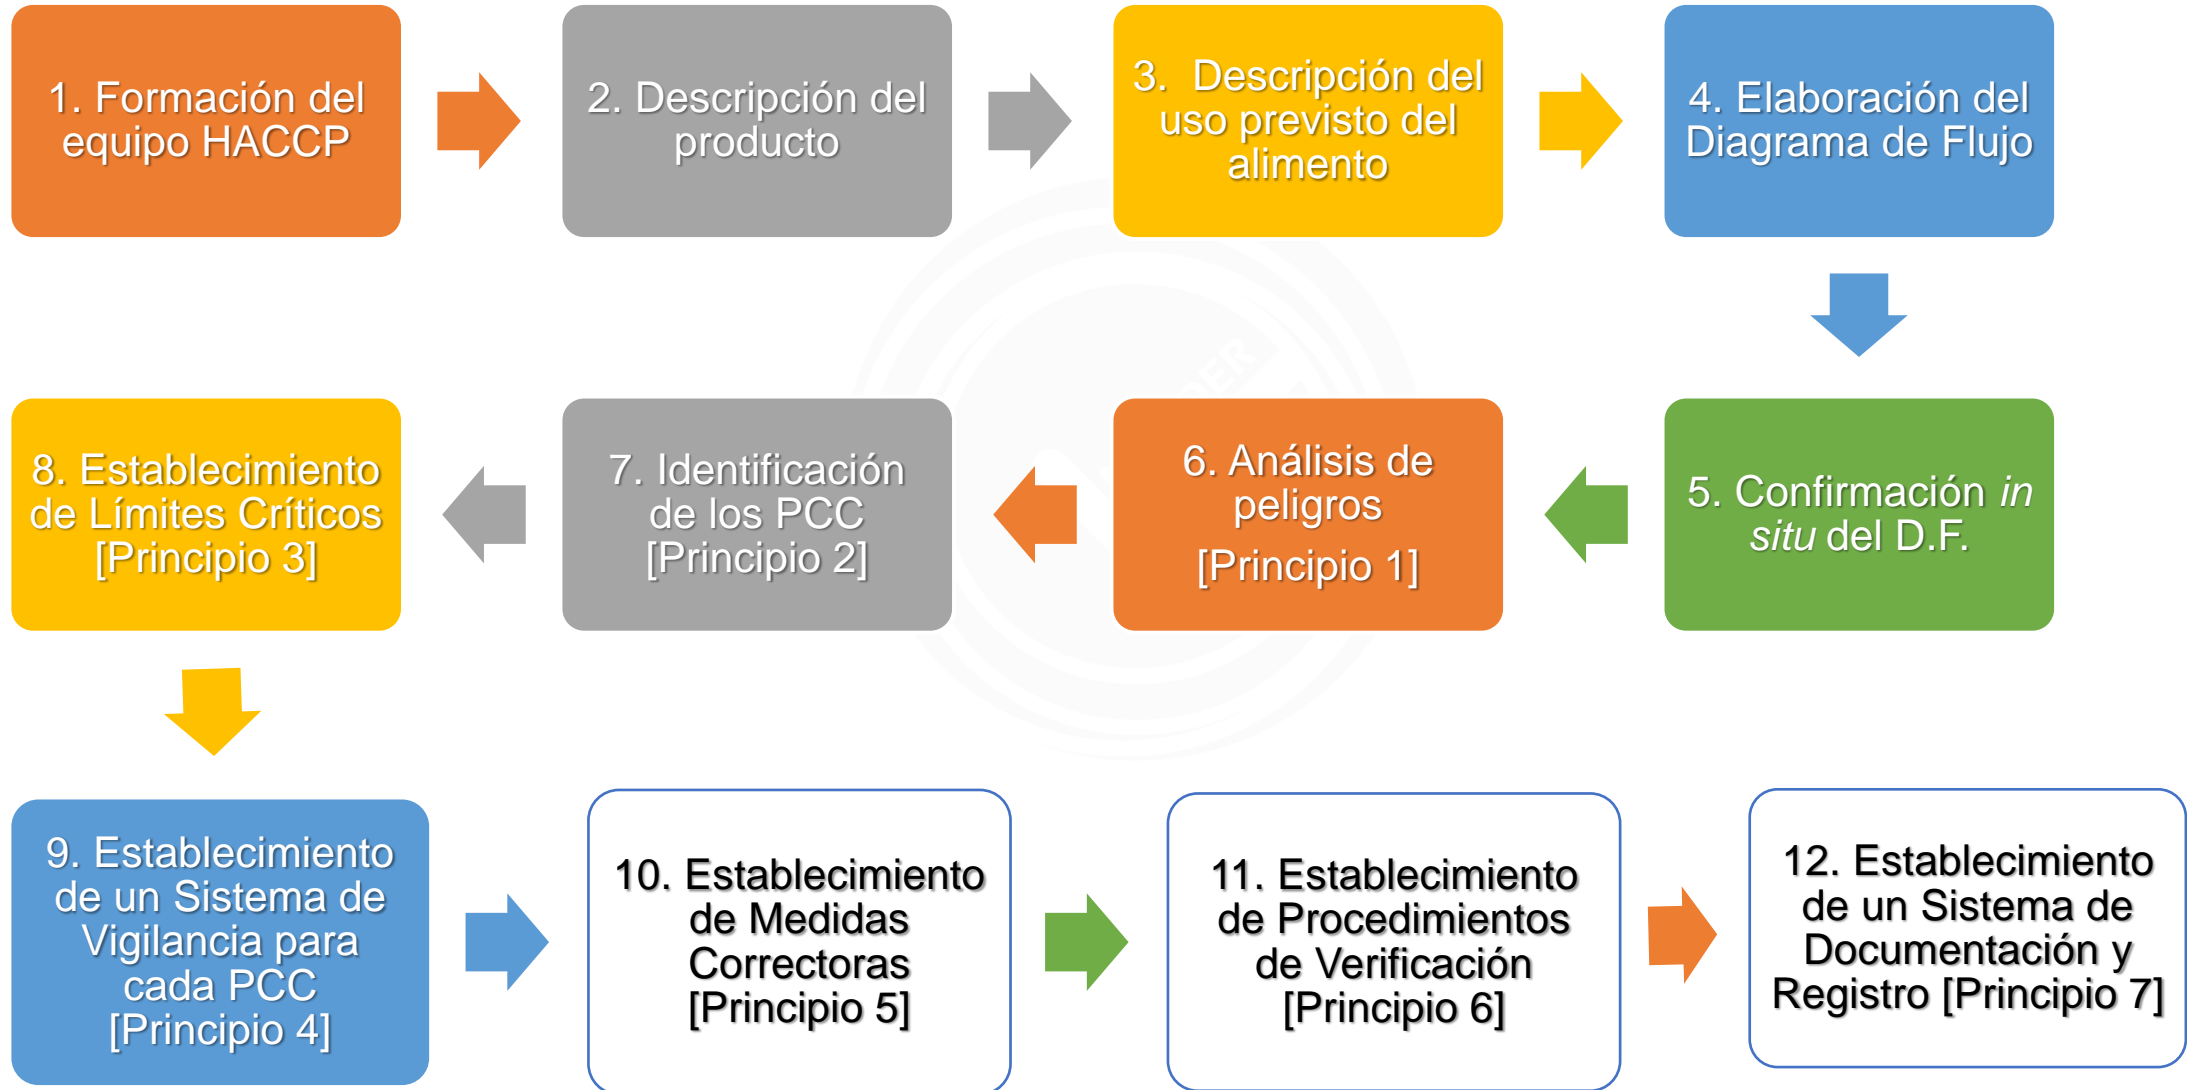 1. Formación del
equipo HACCP
2. Descripción del
producto
3. Descripción del
uso previsto del
alimento
4. Elaboración del
Diagrama de Flujo
5. Confirmación in
situ del D.F.
6. Análisis de
peligros
[Principio 1]
7. Identificación
de los PCC
[Principio 2]
8. Establecimiento
de Límites Críticos
[Principio 3]
9. Establecimiento
de un Sistema de
Vigilancia para
cada PCC
[Principio 4]
10. Establecimiento
de Medidas
Correctoras
[Principio 5]
11. Establecimiento
de Procedimientos
de Verificación
[Principio 6]
12. Establecimiento
de un Sistema de
Documentación y
Registro [Principio 7]